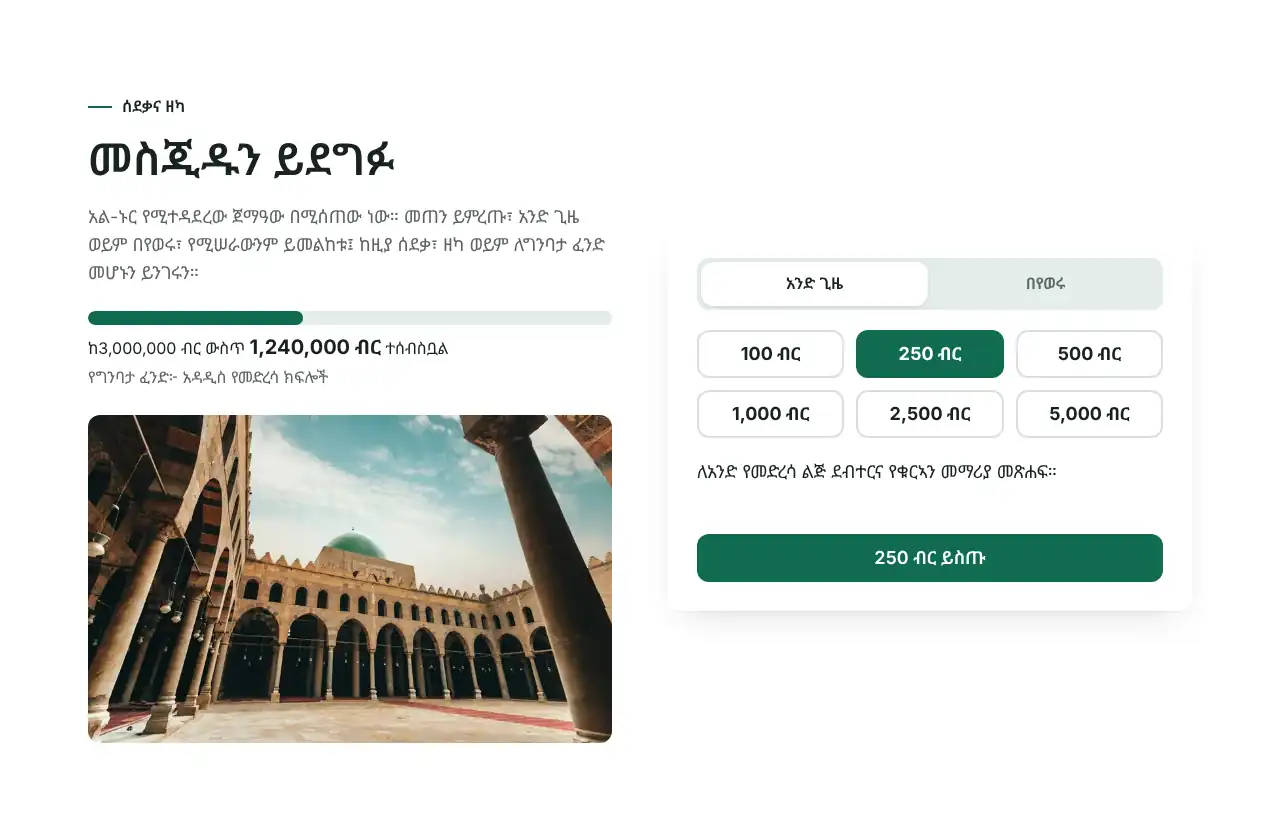 ሰደቃና ዘካ
መስጂዱን ይደግፉ
አል-ኑር የሚተዳደረው ጀማዓው በሚሰጠው ነው። መጠን ይምረጡ፣ አንድ ጊዜ
ወይም በየወሩ፣ የሚሠራውንም ይመልከቱ፤ ከዚያ ሰደቃ፣ ዘካ ወይም ለግንባታ ፈንድ
መሆኑን ይንገሩን።
ከ3,000,000 ብር ውስጥ 1,240,000 ብር ተሰብስቧል
የግንባታ ፈንድ፦ አዳዲስ የመድረሳ ክፍሎች
አንድ ጊዜ
በየወሩ
100 ብር
250 ብር
500 ብር
1,000 ብር
2,500 ብር
5,000 ብር
ለአንድ የመድረሳ ልጅ ደብተርና የቁርኣን መማሪያ መጽሐፍ።
250 ብር ይስጡ